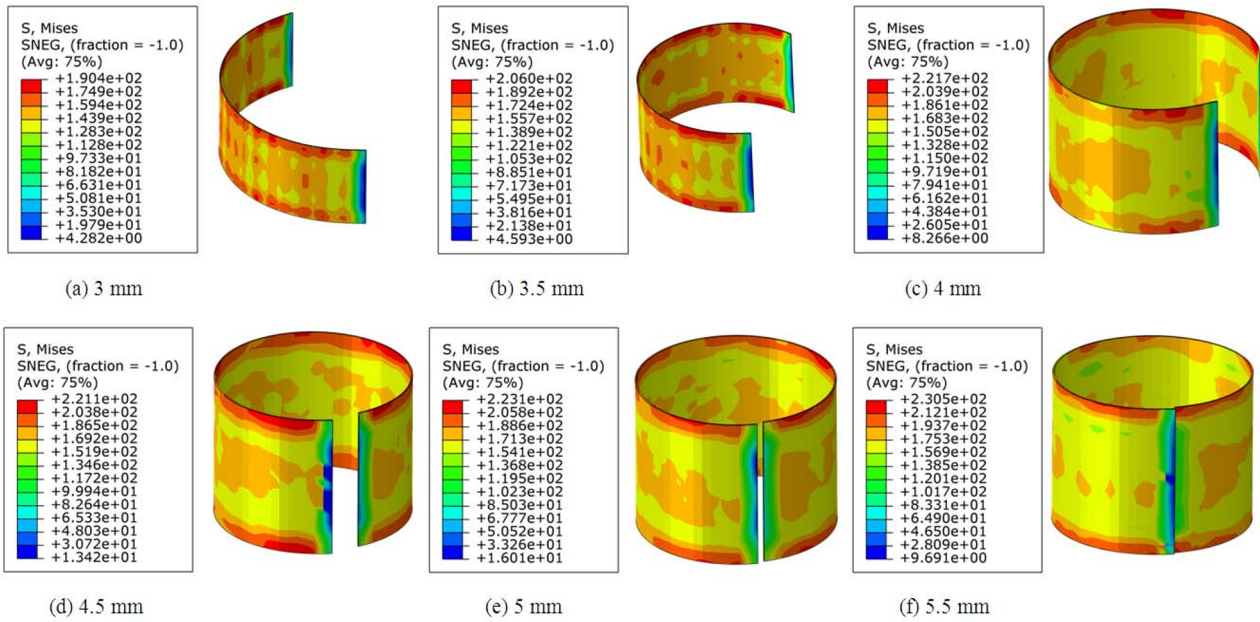 S, Mises
SNEG, (fraction = -1.0)
(Avg: 75%)
+1.904e+02
+1.749e+02
+1.594e+02
+1.439e+02
+1.283e+02
+1.128e+02
+9.733e+01
+8.182e+01
+6.631e+01
+5.081e+01
+3.530e+01
+1.979e+01
+4.282e+00
(a) 3 mm
S, Mises
SNEG, (fraction = -1.0)
(Avg: 75%)
+2.060e+02
+1.892e+02
+1.724e+02
+1.557e+02
+1.389e+02
+1.221e+02
+1.053e+02
+8.851e+01
+7.173e+01
+5.495e+01
+3.816e+01
+2.138e+01
+4.593e+00
(b) 3.5 mm
S, Mises
SNEG, (fraction = -1.0)
(Avg: 75%)
+2.217e+02
+2.039e+02
+1.861e+02
+1.683e+02
+1.505e+02
+1.328e+02
+1.150e+02
+9.719e+01
+7.941e+01
+6.162e+01
+4.384e+01
+2.605e+01
+8.266e+00
(c) 4 mm
S, Mises
SNEG, (fraction = -1.0)
(Avg: 75%)
+2.211e+02
+2.038e+02
+1.865e+02
+1.692e+02
+1.519e+02
+1.346e+02
+1.172e+02
+9.994e+01
+8.264e+01
+6.533e+01
+4.803e+01
+3.072e+01
+1.342e+01
(d) 4.5 mm
S, Mises
SNEG, (fraction = -1.0)
(Avg: 75%)
+2.231e+02
+2.058e+02
+1.886e+02
+1.713e+02
+1.541e+02
+1.368e+02
+1.195e+02
+1.023e+02
+8.503e+01
+6.777e+01
+5.052e+01
+3.326e+01
+1.601e+01
(e) 5 mm
S, Mises
SNEG, (fraction = -1.0)
(Avg: 75%)
+2.305e+02
+2.121e+02
+1.937e+02
+1.753e+02
+1.569e+02
+1.385e+02
+1.201e+02
+1.017e+02
+8.331e+01
+6.490e+01
+4.650e+01
+2.809e+01
+9.691e+00
(f) 5.5 mm